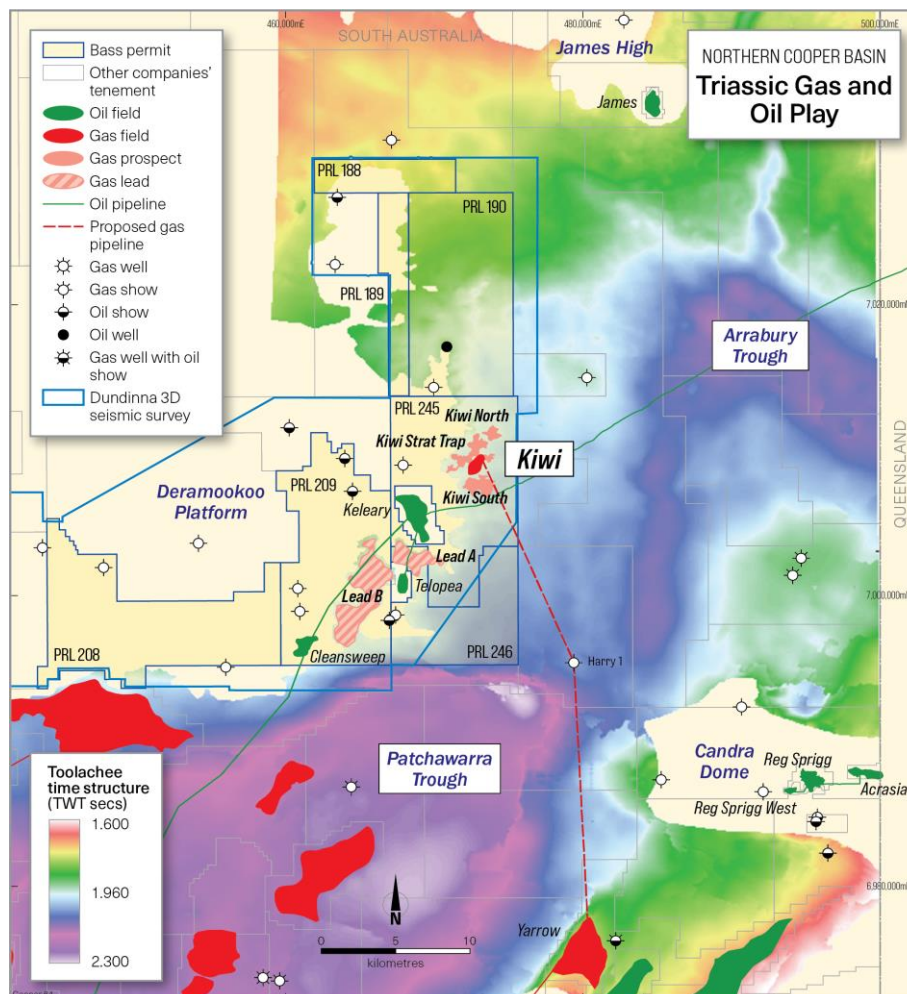 460,000mE
480,000mE
500,000mE
SOUTH AUSTRALIA
James High
NORTHERN COOPER BASIN
Triassic Gas and
Oil Play
Bass permit
Other companies'
tenement
Oil field
Gas field
Gas prospect
Gas lead
Oil pipeline
Proposed gas
pipeline
Gas well
Gas show
Oil show
Oil well
Gas well with oil
show
Dundinna 3D
seismic survey
James
PRL 188
PRL 190
PRL 189
7,020,000mN
Arrabury
Trough
QUEENSLAND
PRL 245
Kiwi North
Kiwi Strat Trap
Kiwi
Kiwi South
Deramookoo
Platform
PRL 209
Keleary
Lead A
Telopea
Lead B
7,000,000mN
Cleansweep
PRL 246
PRL 208
Harry 1
Patchawarra
Trough
Candra
Dome
Reg Sprigg
Acrasia
Reg Sprigg West
Toolachee
time structure
(TWT secs)
1.600
1.960
2.300
N
0 5 10
kilometres
Yarrow